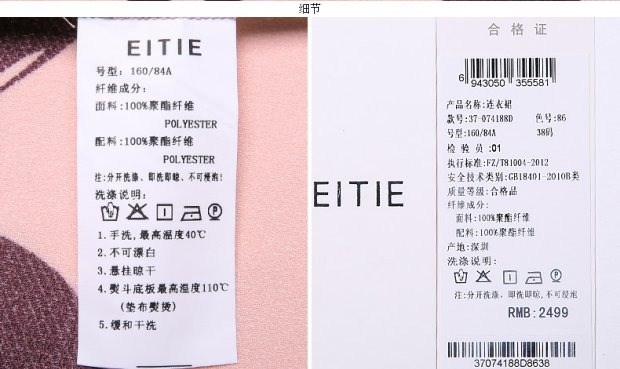 细节
EITIE
号型: 160/84A
纤维成分:
面料:100%聚酯纤维
POLYESTER
配料:100%聚酯纤维
POLYESTER
注:分开洗涤、即洗即晾、不可浸泡!
洗涤说明:
1.手洗,最高温度40℃
2.不可漂白
3.悬挂晾干
4.熨斗底板最高温度110℃
(垫布熨烫)
5.缓和干洗
EITIE
合格证
6 943050 355581
产品名称:连衣裙
款号:37-074188D 色号:86
号型:160/84A 38码
检验员:01
执行标准:FZ/T81004-2012
安全技术类别:GB18401-2010B类
质量等级:合格品
纤维成分:
面料:100%聚酯纤维
配料:100%聚酯纤维
产地:深圳
洗涤说明:
注:分开洗涤、即洗即晾,不可浸泡
RMB:2499
37074188D8638